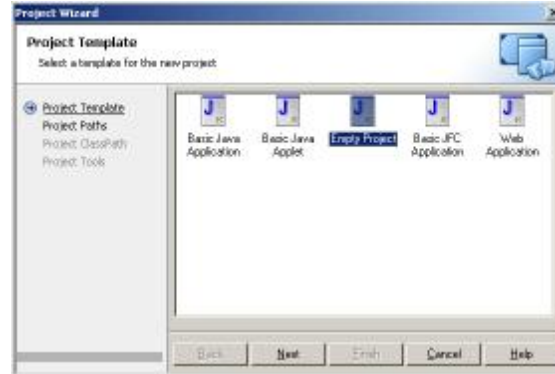 Project Wizard
Project Template
Select a template for the new project
Project Template
Project Paths
Project ClassPath
Project Tools
Basic Java Application
Basic Java Applet
Empty Project
Basic JFC Application
Web Application
Back
Next
Finish
Cancel
Help